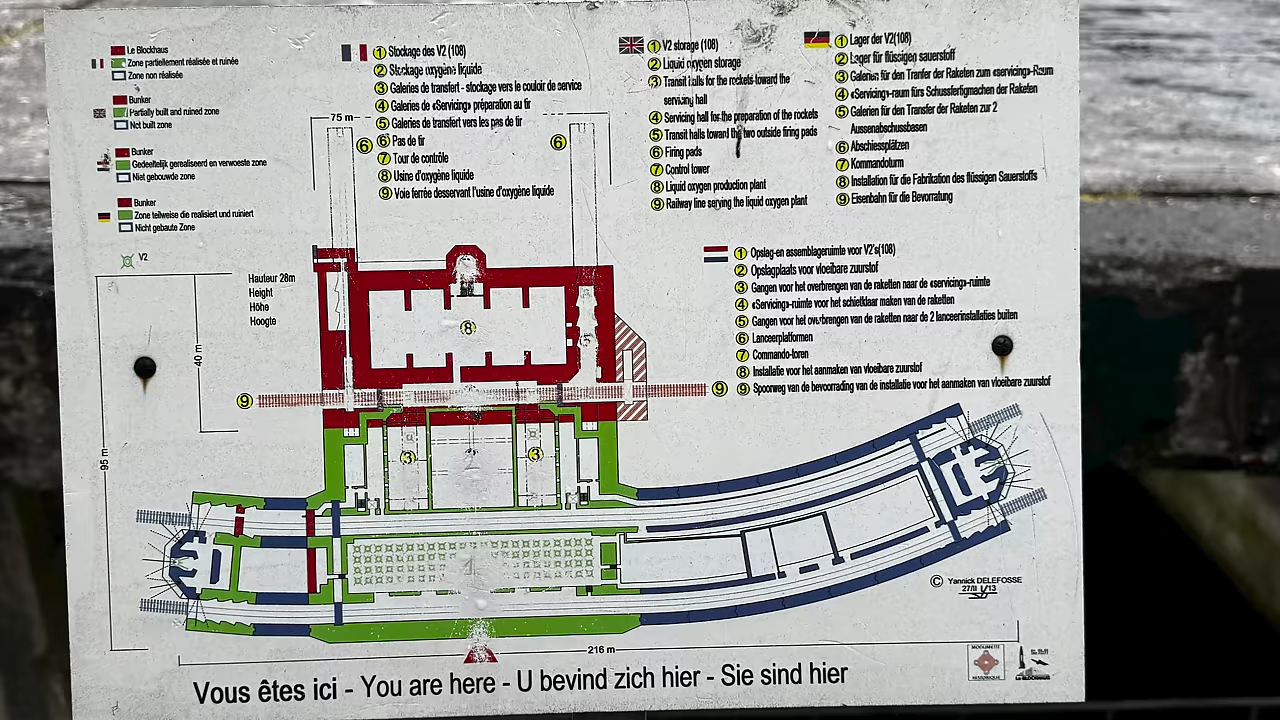 Le Blockhaus
Zone partiellement réalisée et ruinée
Zone non réalisée
Bunker
Partially built and ruined zone
Not built zone
Bunker
Gedeeltelijk gerealiseerd en verwoeste zone
Niet gebouwde zone
Bunker
Zone teilweise die realisiert und ruiniert
Nicht gebaute Zone
V2
① Stockage des V2 (108)
② Stockage oxygène liquide
③ Galeries de transfert - stockage vers le couloir de service
④ Galeries de «Servicing» préparation au tir
⑤ Galeries de transfert vers les pas de tir
⑥ Pas de tir
⑦ Tour de contrôle
⑧ Usine d'oxygène liquide
⑨ Voie ferrée desservant l'usine d'oxygène liquide
① V2 storage (108)
② Liquid oxygen storage
③ Transit halls for the rockets toward the
servicing hall
④ Servicing hall for the preparation of the rockets
⑤ Transit halls toward the two outside firing pads
⑥ Firing pads
⑦ Control tower
⑧ Liquid oxygen production plant
⑨ Railway line serving the liquid oxygen plant
① Lager der V2(108)
② Lager für flüssigen sauerstoff
③ Galerien für den Tranfer der Raketen zum «servicing»-Raum
④ «Servicing»-raum fürs Schussfertigmachen der Raketen
⑤ Galerien für den Transfer der Raketen zur 2
Aussenabschussbasen
⑥ Abschiessplätzen
⑦ Kommandoturm
⑧ Installation für die Fabrikation des flüssigen Sauerstoffs
⑨ Eisenbahn für die Bevorratung
① Opslag-en assemblageruimte voor V2's(108)
② Opslagplaats voor vloeibare zuurstof
③ Gangen voor het overbrengen van de raketten naar de «servicing»-ruimte
④ «Servicing»-ruimte voor het schietklaar maken van de raketten
⑤ Gangen voor het overbrengen van de raketten naar de 2 lanceerinstallaties buiten
⑥ Lanceerplatformen
⑦ Commando-toren
⑧ Installatie voor het aanmaken van vloeibare zuurstof
⑨ Spoorweg van de bevoorrading van de installatie voor het aanmaken van vloeibare zuurstof
75 m
⑥
⑥
Hauteur 28m
Height
Höhe
Hoogte
40 m
95 m
⑧
5
⑨
⑨
③
③
© Yannick DELEFOSSE
216 m
MONUMENT
HISTORIQUE
LE BLOCKHAUS
Vous êtes ici - You are here - U bevind zich hier - Sie sind hier